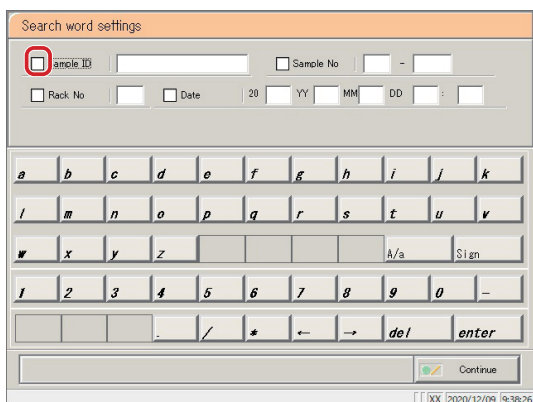 Search word settings
Sample ID Sample No -
Rack No Date 20 YY MM DD :
a b c d e f g h i j k
l m n o p q r s t u v
w x y z A/a Sign
1 2 3 4 5 6 7 8 9 0 -
. / * ← → del enter
Continue
XX 2020/12/09 9:38:26